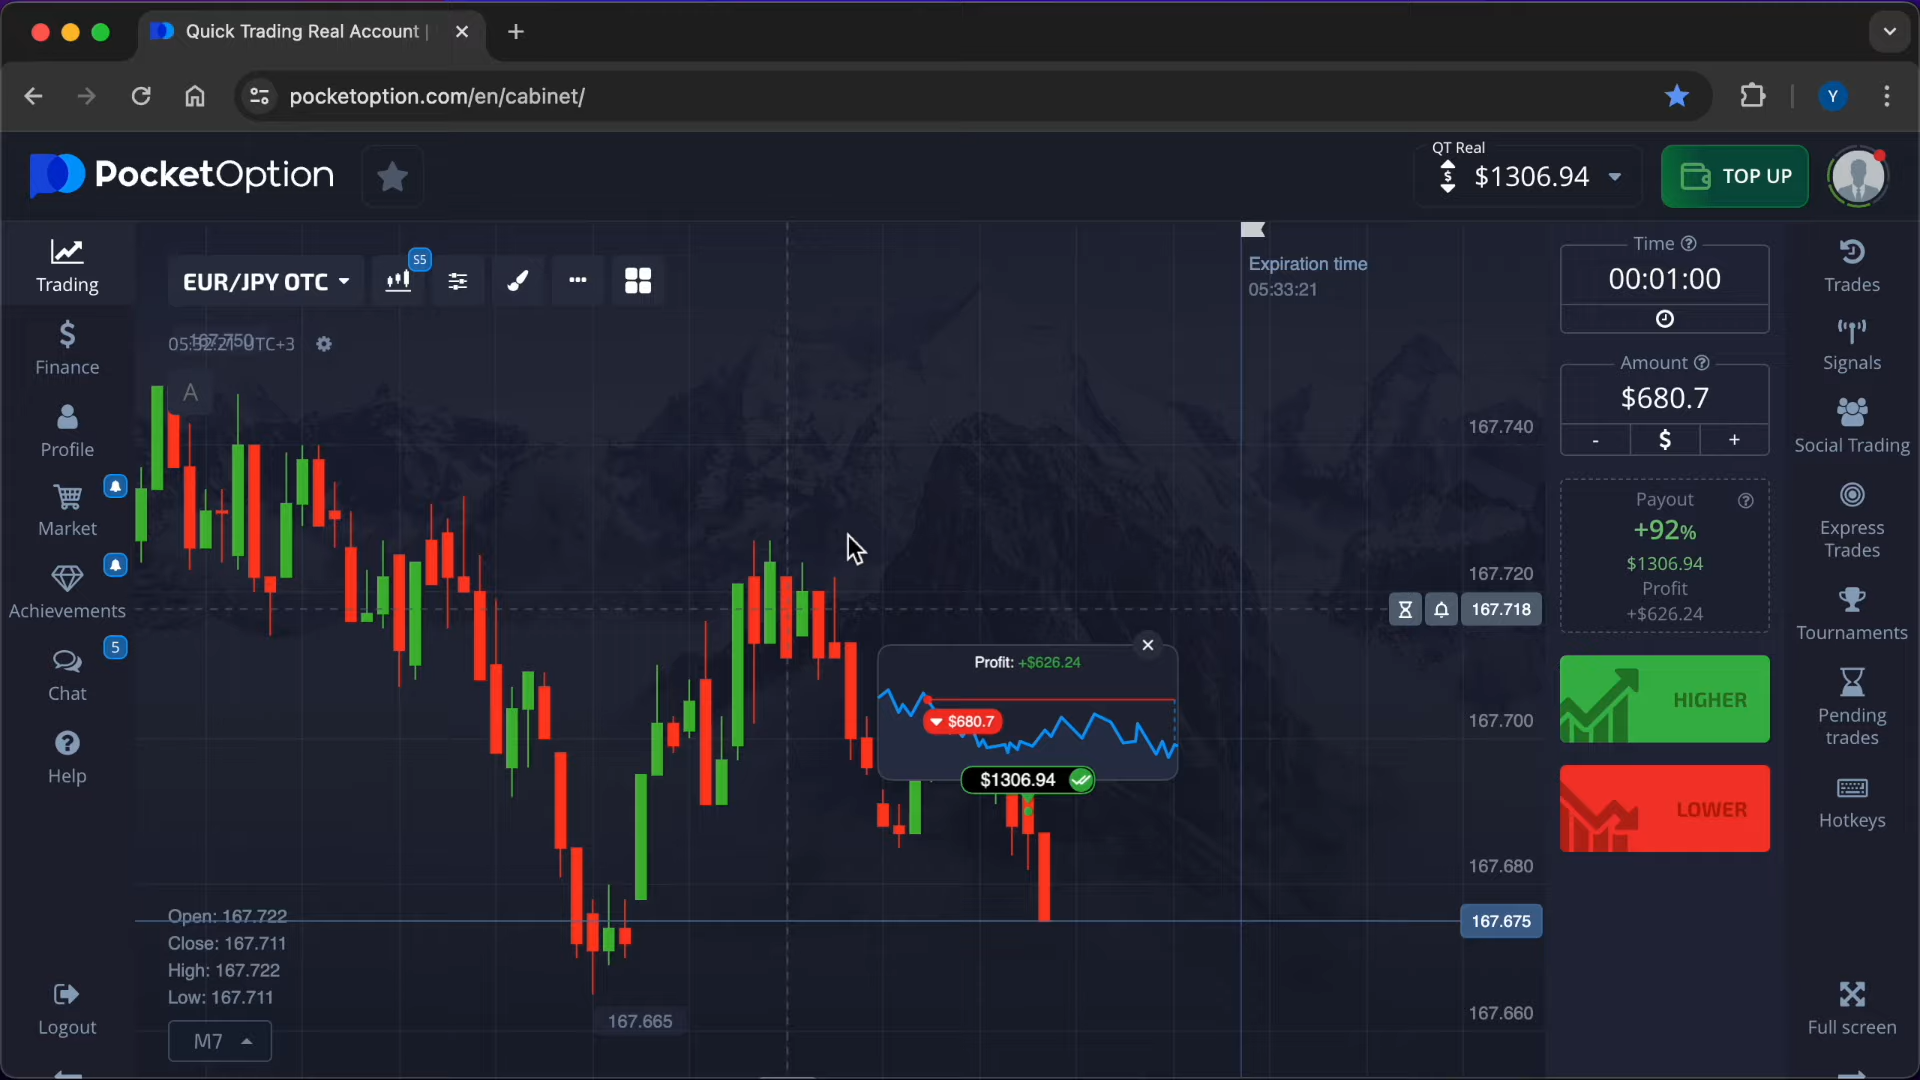 Quick Trading Real Account |
pocketoption.com/en/cabinet/
Y
PocketOption
QT Real
$1306.94
TOP UP
Trading
Finance
Profile
Market
Achievements
5
Chat
Help
Logout
EUR/JPY OTC
S5
167.750
05:32:21 UTC+3
A
Expiration time
05:33:21
167.740
167.720
167.718
167.700
167.680
167.675
167.660
Profit: +$626.24
$680.7
$1306.94
Open: 167.722
Close: 167.711
High: 167.722
Low: 167.711
M7
167.665
Time
00:01:00
Amount
$680.7
- $ +
Payout
+92%
$1306.94
Profit
+$626.24
HIGHER
LOWER
Trades
Signals
Social Trading
Express
Trades
Tournaments
Pending
trades
Hotkeys
Full screen